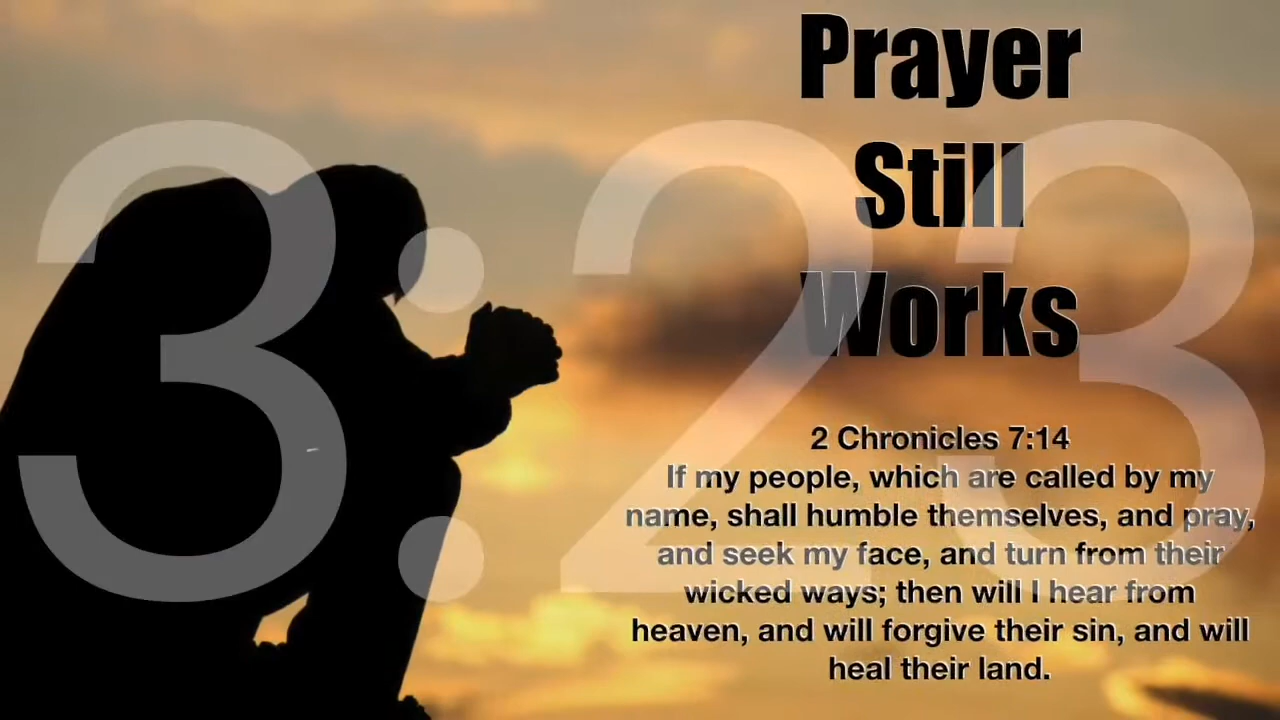 Prayer
Still
Works
3:23
2 Chronicles 7:14
If my people, which are called by my
name, shall humble themselves, and pray,
and seek my face, and turn from their
wicked ways; then will I hear from
heaven, and will forgive their sin, and will
heal their land.